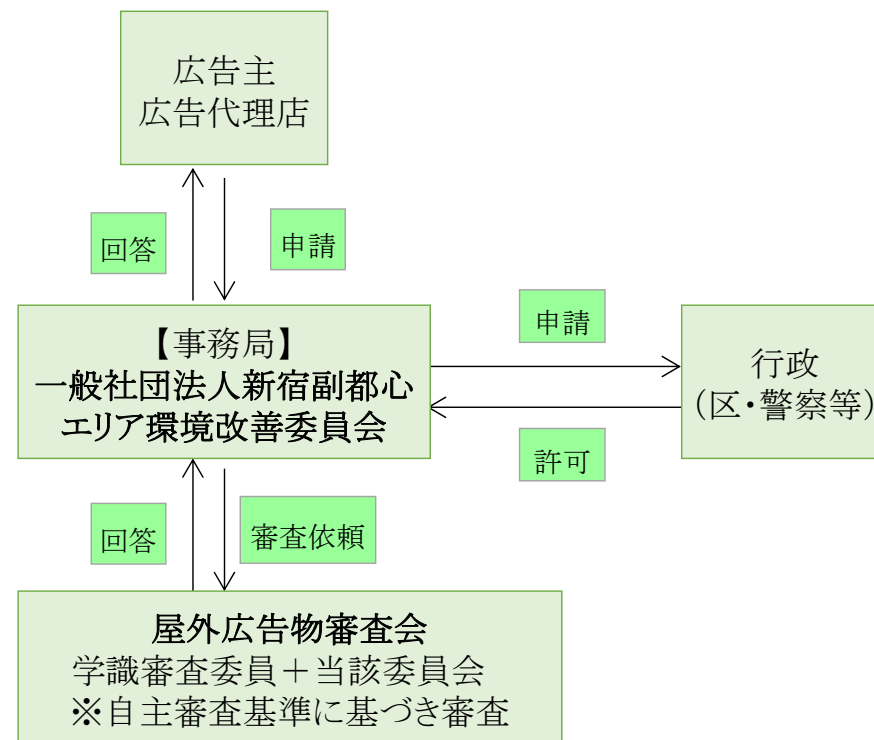 広告主
広告代理店
回答
申請
【事務局】
一般社団法人新宿副都心
エリア環境改善委員会
申請
行政
（区・警察等）
許可
回答
審査依頼
屋外広告物審査会
学識審査委員＋当該委員会
※自主審査基準に基づき審査